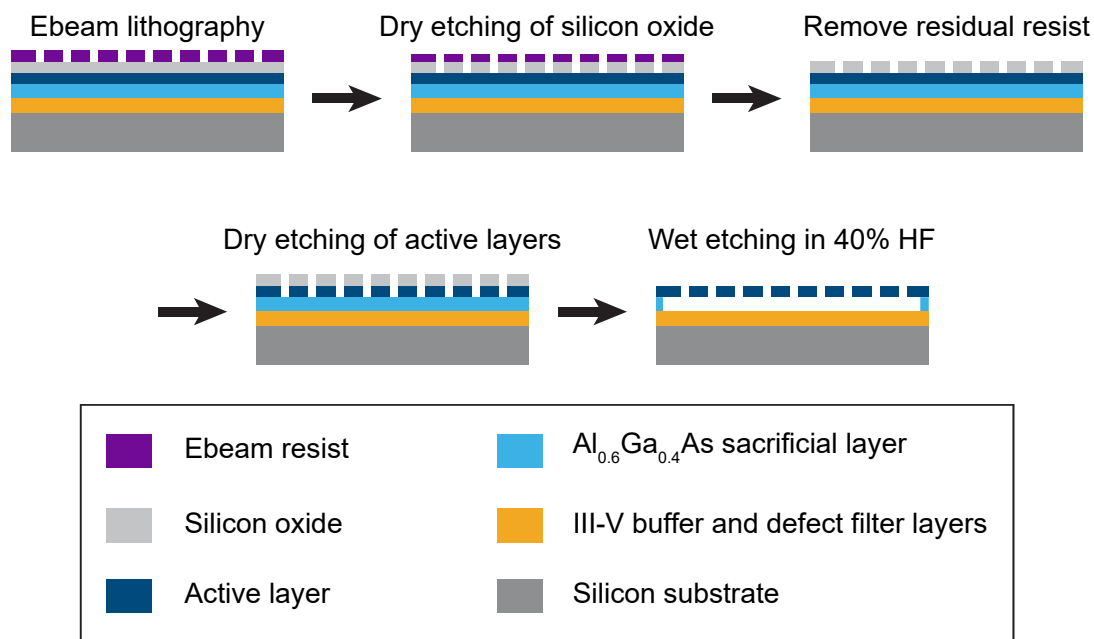 Ebeam lithography
Dry etching of silicon oxide
Remove residual resist
Dry etching of active layers
Wet etching in 40% HF
Ebeam resist
Al₀.₆Ga₀.₄As sacrificial layer
Silicon oxide
III-V buffer and defect filter layers
Active layer
Silicon substrate